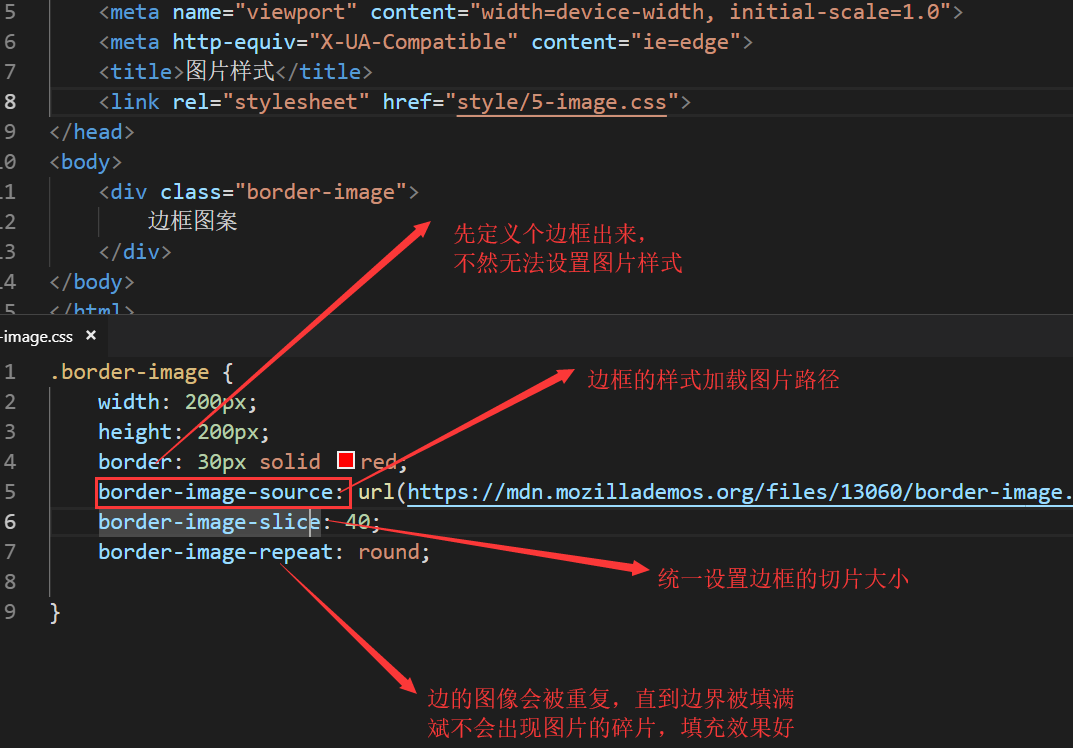 5 <meta name="viewport" content="width=device-width, initial-scale=1.0">
6 <meta http-equiv="X-UA-Compatible" content="ie=edge">
7 <title>图片样式</title>
8 <link rel="stylesheet" href="style/5-image.css">
9 </head>
0 <body>
1 <div class="border-image">
2 边框图案
3 </div>
4 </body>
5 </html>
先定义个边框出来，
不然无法设置图片样式
-image.css ×
1 .border-image {
2 width: 200px;
3 height: 200px;
4 border: 30px solid red;
5 border-image-source: url(https://mdn.mozillademos.org/files/13060/border-image.
6 border-image-slice: 40;
7 border-image-repeat: round;
8
9 }
边框的样式加载图片路径
统一设置边框的切片大小
边的图像会被重复，直到边界被填满
斌不会出现图片的碎片，填充效果好